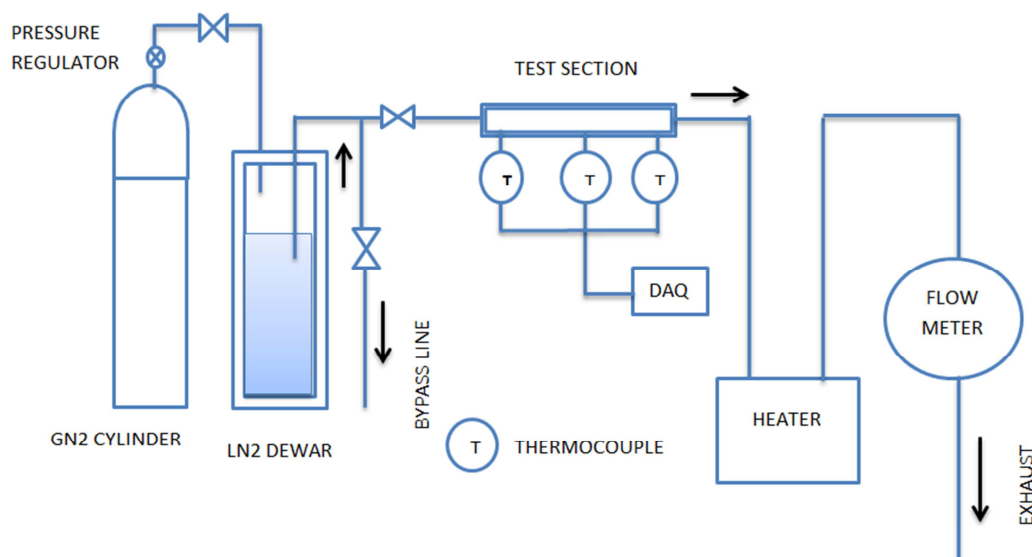 PRESSURE
REGULATOR
TEST SECTION
T
T
T
DAQ
FLOW
METER
BYPASS LINE
HEATER
GN2 CYLINDER
LN2 DEWAR
T
THERMOCOUPLE
EXHAUST